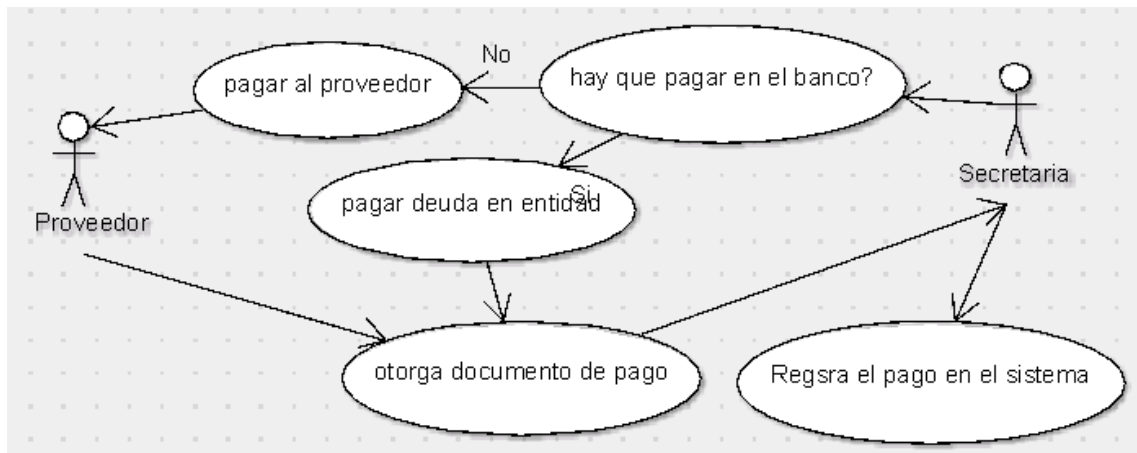 No
pagar al proveedor
hay que pagar en el banco?
Secretaria
Si
pagar deuda en entidad
Proveedor
otorga documento de pago
Regsra el pago en el sistema